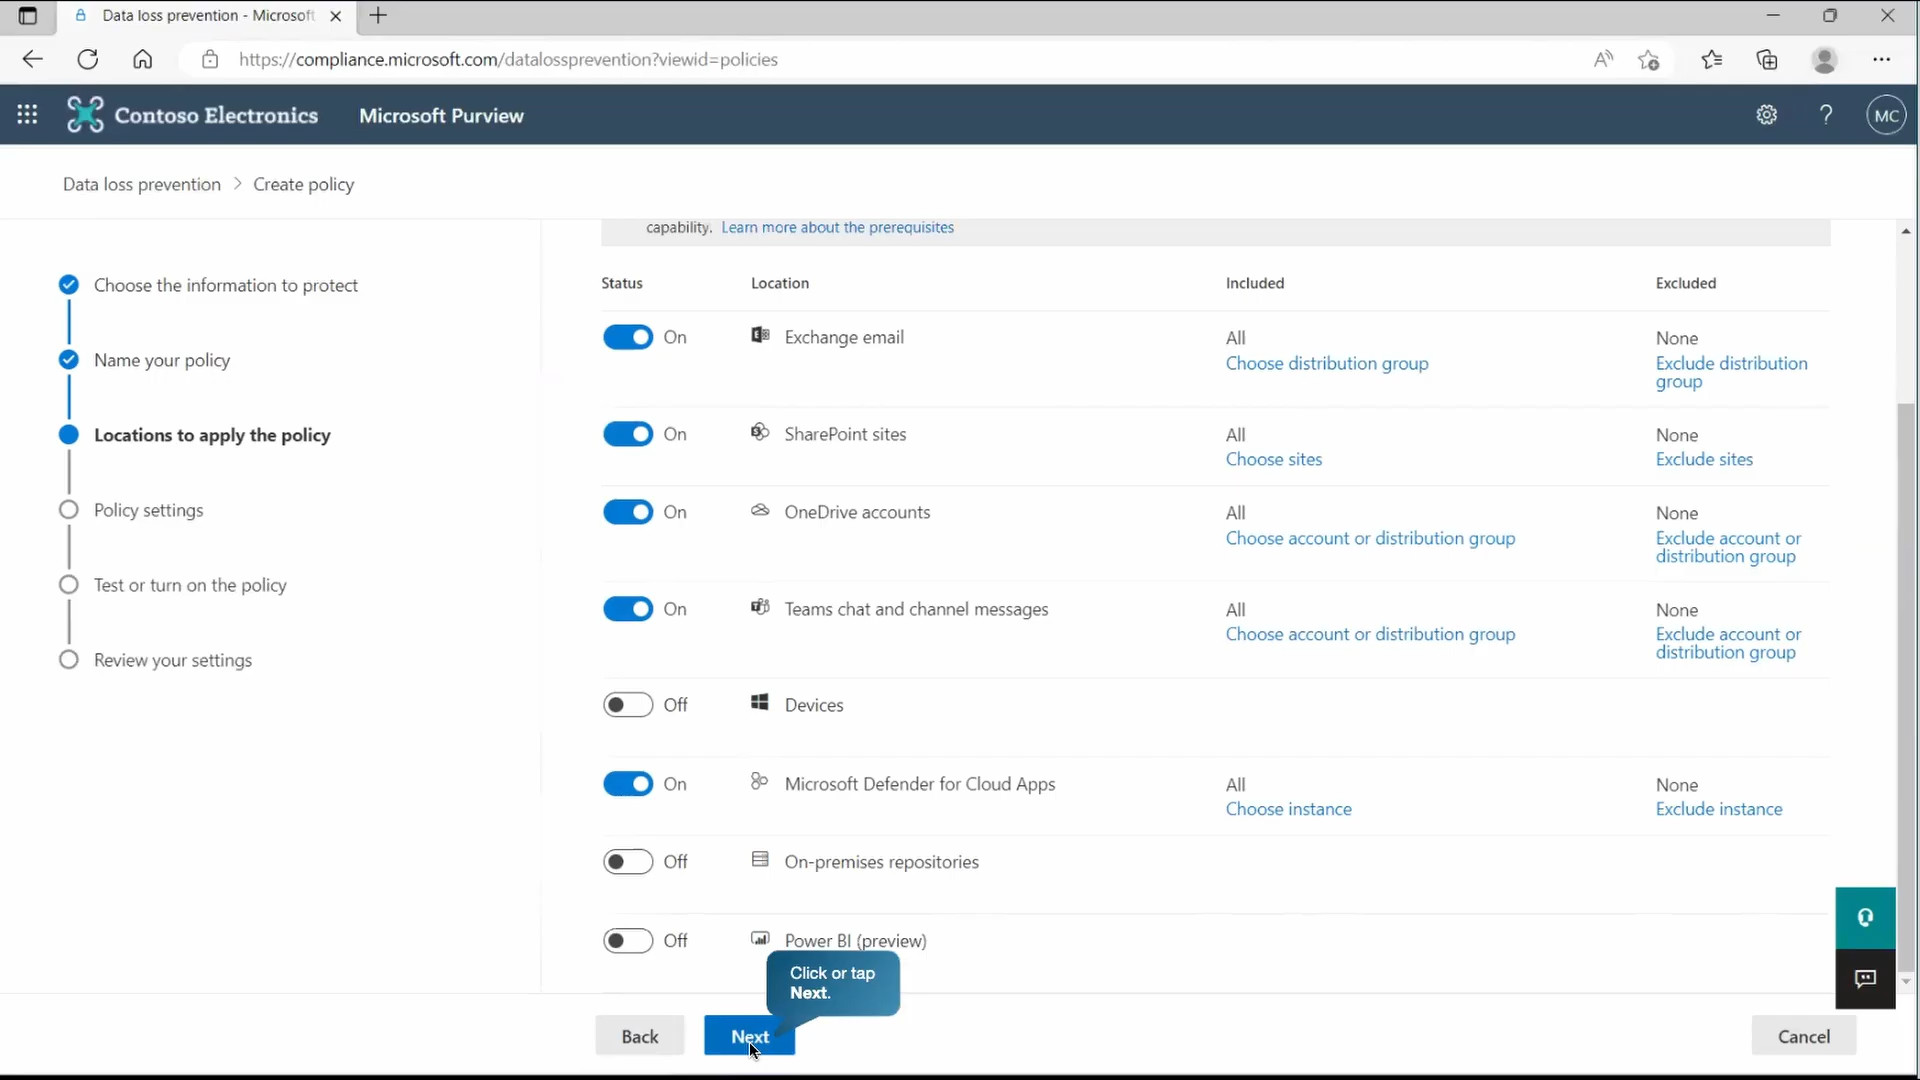 Data loss prevention - Microsoft
https://compliance.microsoft.com/datalossprevention?viewid=policies
Contoso Electronics
Microsoft Purview
MC
Data loss prevention > Create policy
Choose the information to protect
Name your policy
Locations to apply the policy
Policy settings
Test or turn on the policy
Review your settings
capability. Learn more about the prerequisites
Status Location Included Excluded
On Exchange email All None
Choose distribution group Exclude distribution
group
On SharePoint sites All None
Choose sites Exclude sites
On OneDrive accounts All None
Choose account or distribution group Exclude account or
distribution group
On Teams chat and channel messages All None
Choose account or distribution group Exclude account or
distribution group
Off Devices
On Microsoft Defender for Cloud Apps All None
Choose instance Exclude instance
Off On-premises repositories
Off Power BI (preview)
Click or tap
Next.
Back Next Cancel